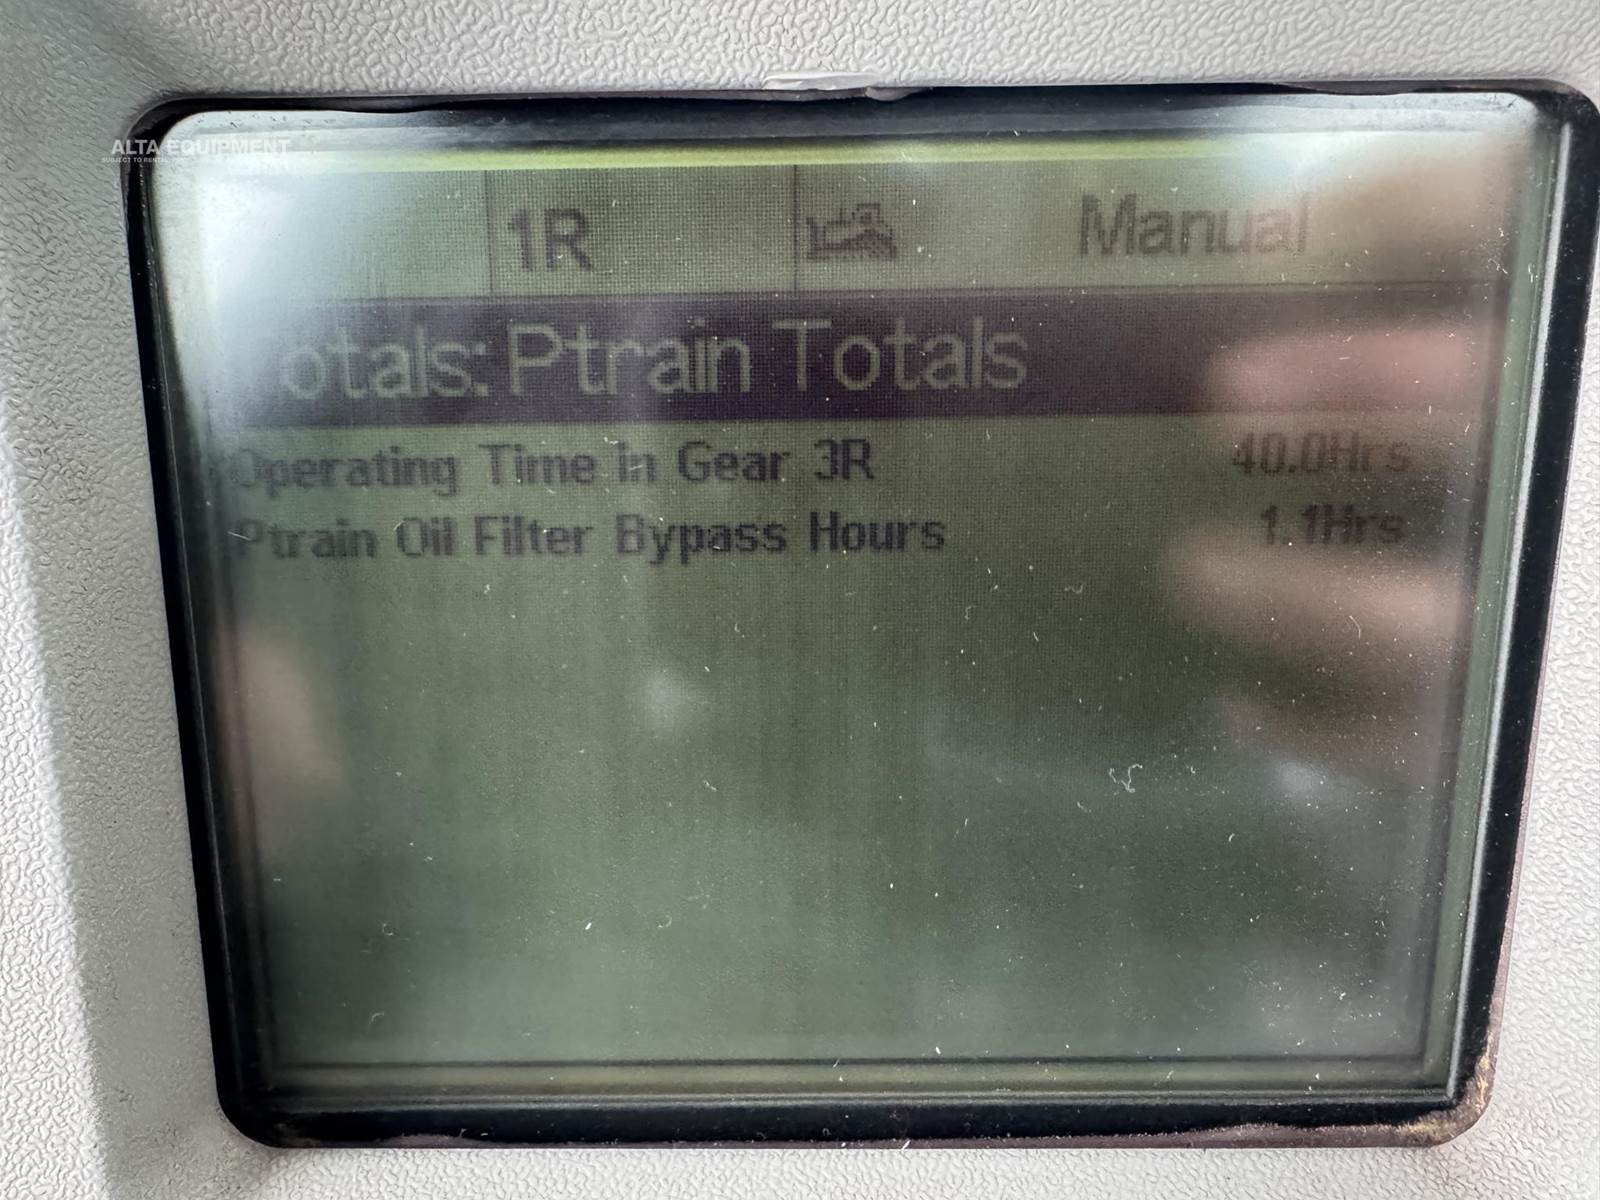 ALTA EQUIPMENT
1R Manual
otals: Ptrain Totals
Operating Time in Gear 3R 40.0Hrs
Ptrain Oil Filter Bypass Hours 1.1Hrs